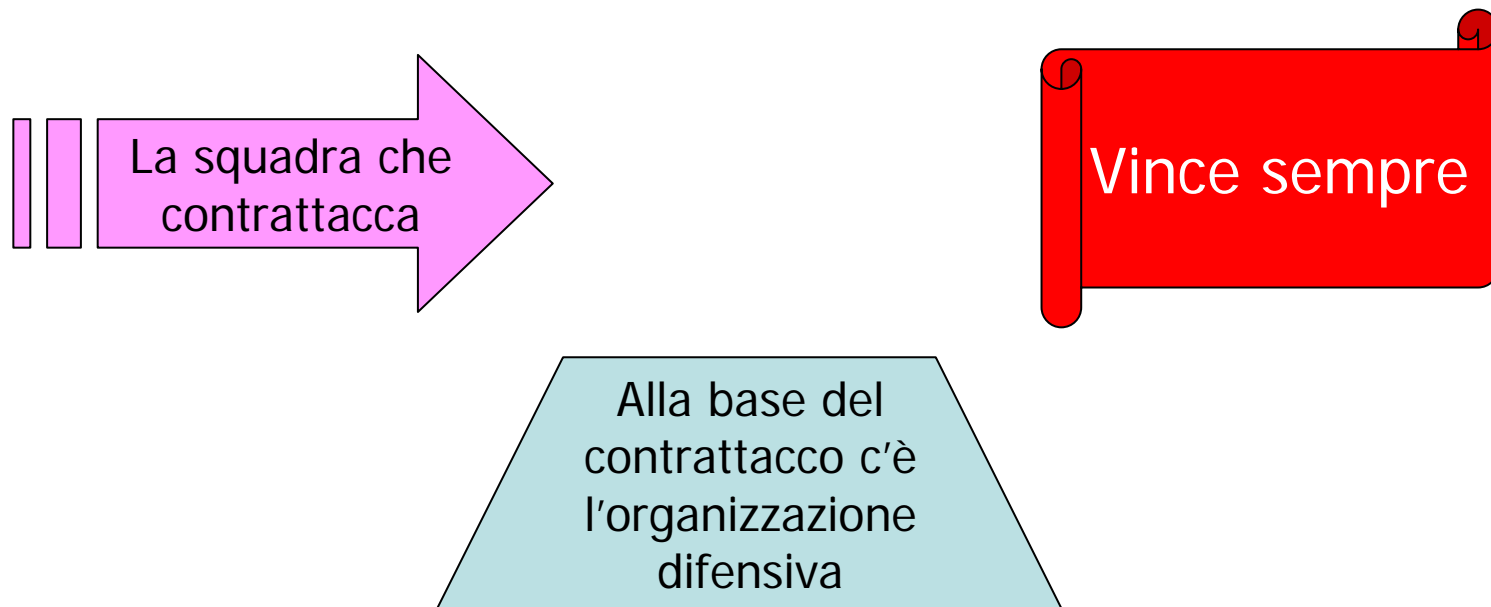 La squadra che
contrattacca
Vince sempre
Alla base del
contrattacco c'è
l'organizzazione
difensiva